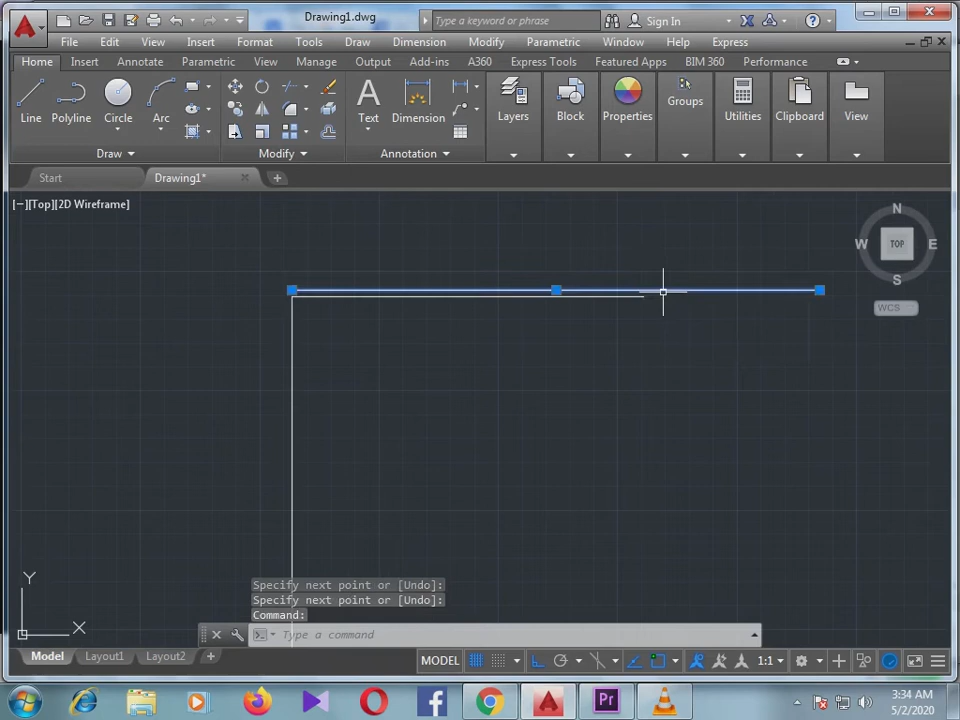 Drawing1.dwg
Type a keyword or phrase
Sign In
File Edit View Insert Format Tools Draw Dimension Modify Parametric Window Help Express
Home Insert Annotate Parametric View Manage Output Add-ins A360 Express Tools Featured Apps BIM 360 Performance
Line Polyline Circle Arc Text Dimension Layers Block Properties Groups Utilities Clipboard View
Draw Modify Annotation
Start Drawing1*
[−][Top][2D Wireframe]
N
W TOP E
S
WCS
Y
X
Specify next point or [Undo]:
Specify next point or [Undo]:
Command:
Type a command
Model Layout1 Layout2
MODEL 1:1
3:34 AM
5/2/2020